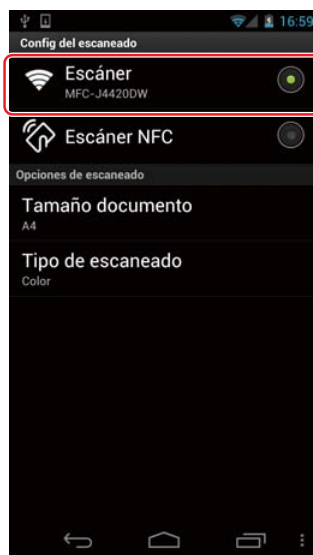 16:59
Config del escaneado
Escáner
MFC-J4420DW
Escáner NFC
Opciones de escaneado
Tamaño documento
A4
Tipo de escaneado
Color